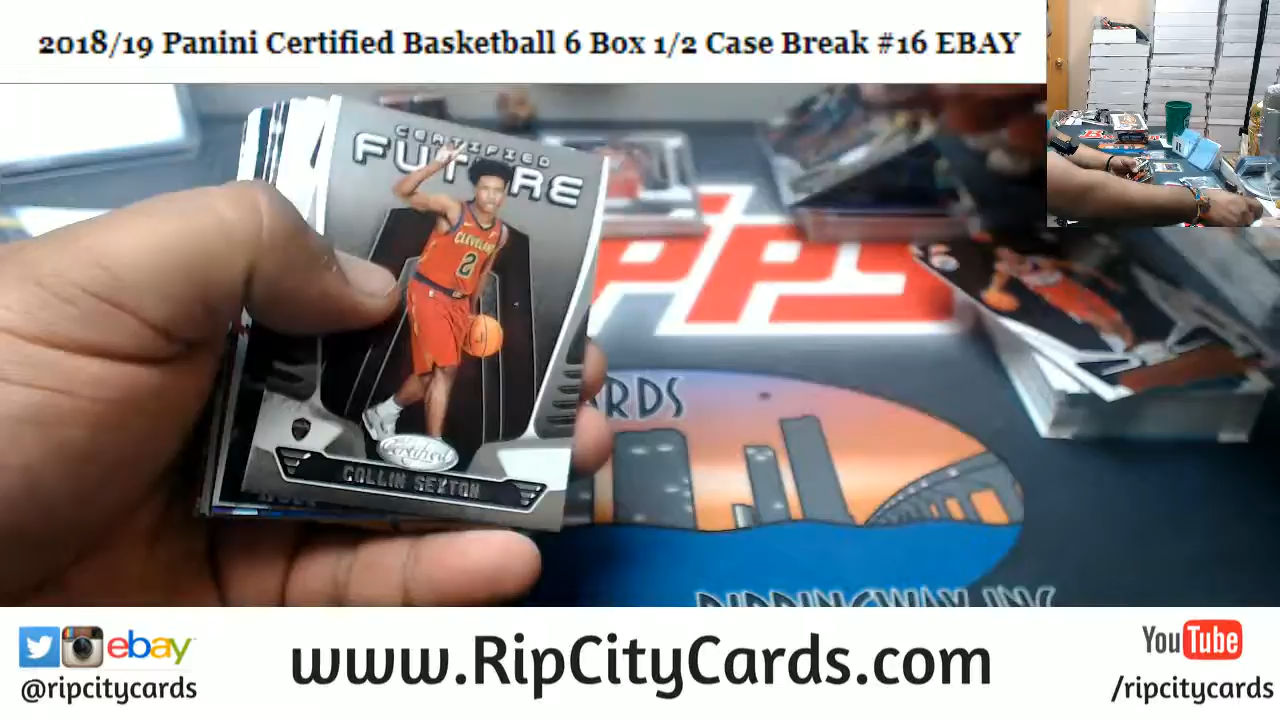 2018/19 Panini Certified Basketball 6 Box 1/2 Case Break #16 EBAY
CERTIFIED
FUTURE
CLEVELAND
2
Certified
COLLIN SEXTON
ebay
@ripcitycards
www.RipCityCards.com
YouTube
/ripcitycards